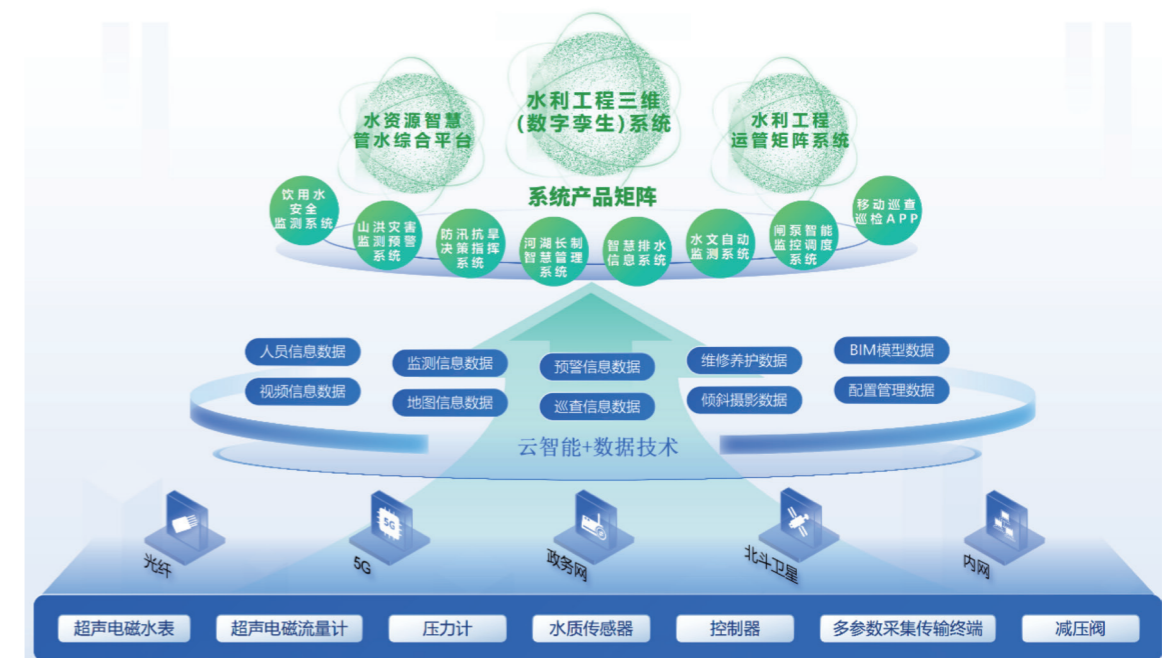 水利工程三维
(数字孪生)系统
水资源智慧
管水综合平台
水利工程
运管矩阵系统
系统产品矩阵
饮用水
安全
监测系统
山洪灾害
监测预警
系统
防汛抗旱
决策指挥
系统
河湖长制
智慧管理
系统
智慧排水
信息系统
水文自动
监测系统
闸泵智能
监控调度
系统
移动巡查
巡检APP
人员信息数据
监测信息数据
预警信息数据
维修养护数据
BIM模型数据
视频信息数据
地图信息数据
巡查信息数据
倾斜摄影数据
配置管理数据
云智能+数据技术
5G
光纤
5G
政务网
北斗卫星
内网
超声电磁水表
超声电磁流量计
压力计
水质传感器
控制器
多参数采集传输终端
减压阀